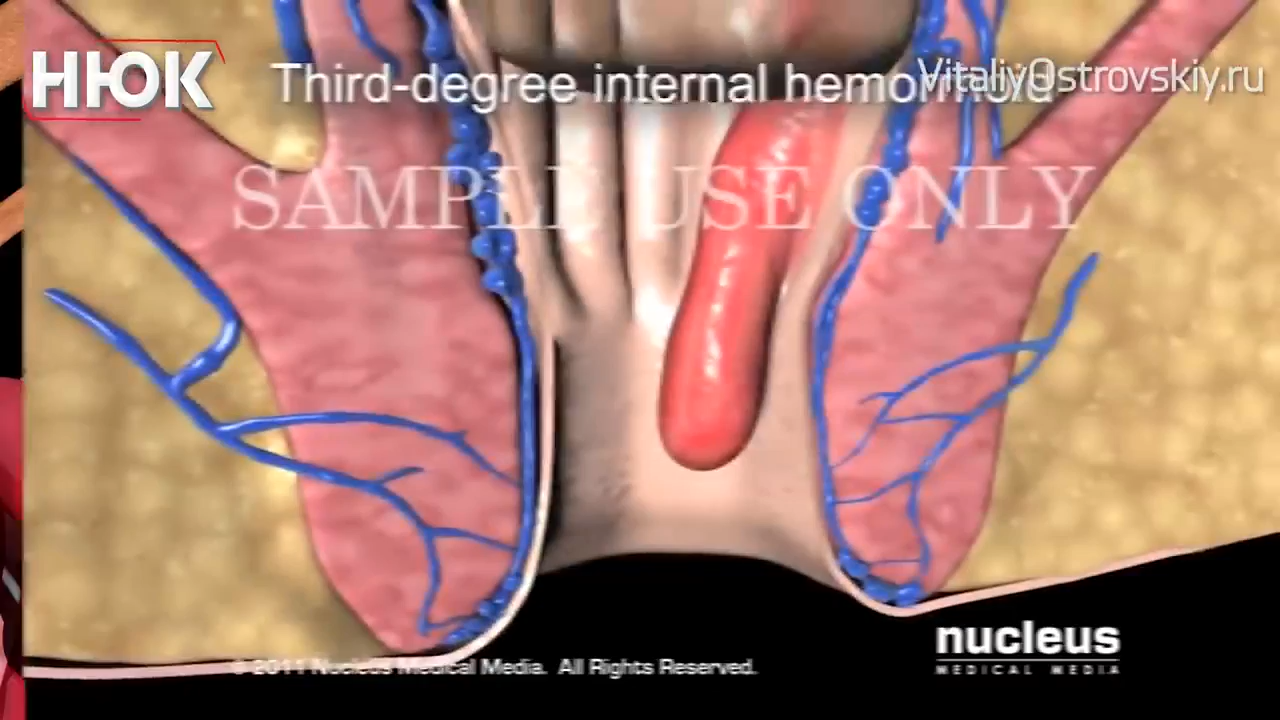 НЮК
Third-degree internal hemorrhoid
VitaliyOstrovskiy.ru
SAMPLE USE ONLY
© 2011 Nucleus Medical Media. All Rights Reserved.
nucleus
MEDICAL MEDIA